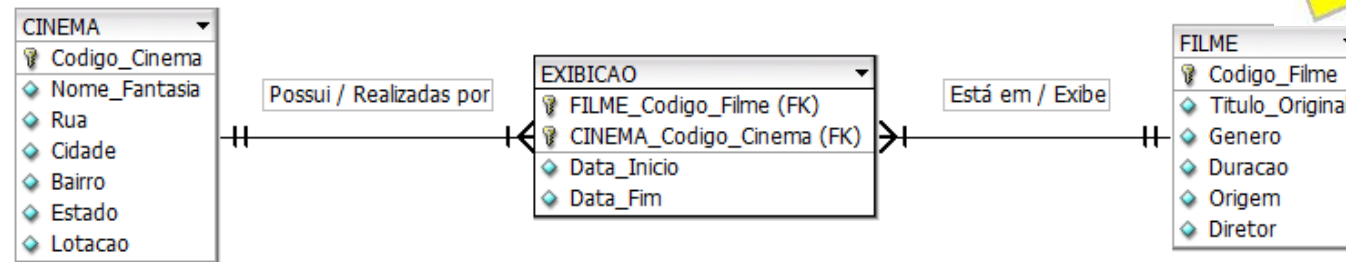 CINEMA
Codigo_Cinema
Nome_Fantasia
Rua
Cidade
Bairro
Estado
Lotacao
Possui / Realizadas por
EXIBICAO
FILME_Codigo_Filme (FK)
CINEMA_Codigo_Cinema (FK)
Data_Inicio
Data_Fim
Está em / Exibe
FILME
Codigo_Filme
Titulo_Original
Genero
Duracao
Origem
Diretor